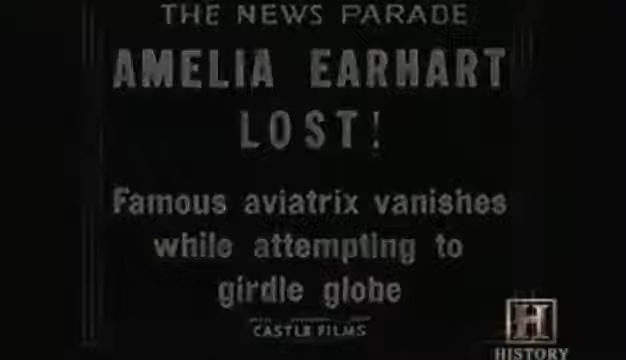 THE NEWS PARADE
AMELIA EARHART
LOST!
Famous aviatrix vanishes
while attempting to
girdle globe
CASTLE FILMS
H
HISTORY